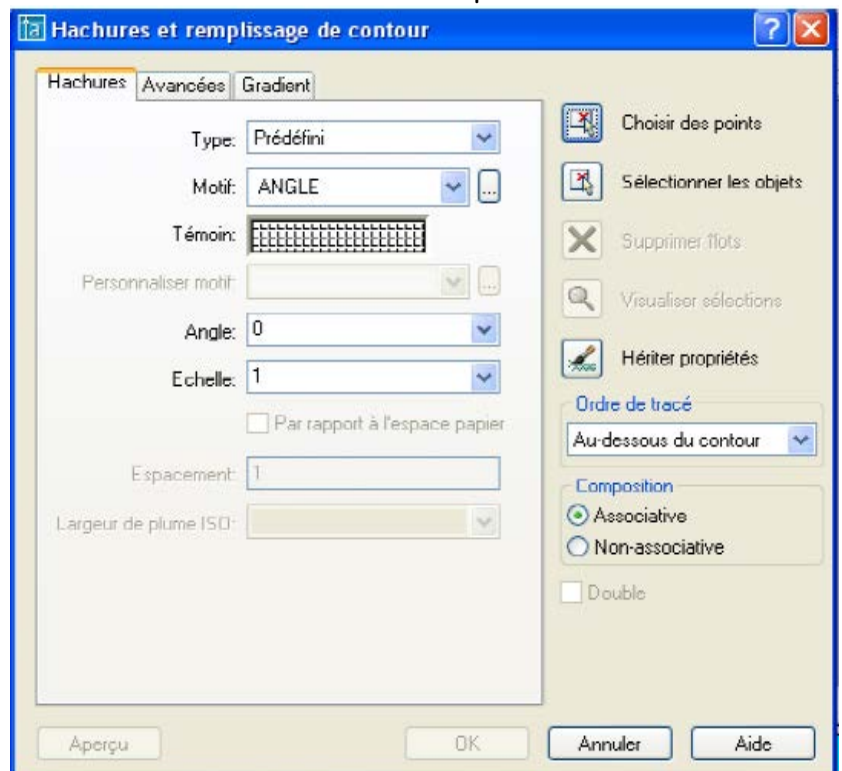 Hachures et remplissage de contour
Hachures Avancées Gradient
Type: Prédéfini
Motif: ANGLE ...
Témoin:
Personnaliser motif: ...
Angle: 0
Echelle: 1
Par rapport à l'espace papier
Espacement: 1
Largeur de plume ISO:
Choisir des points
Sélectionner les objets
Supprimer îlots
Visualiser sélections
Hériter propriétés
Ordre de tracé
Au-dessous du contour
Composition
Associative
Non-associative
Double
Aperçu OK Annuler Aide